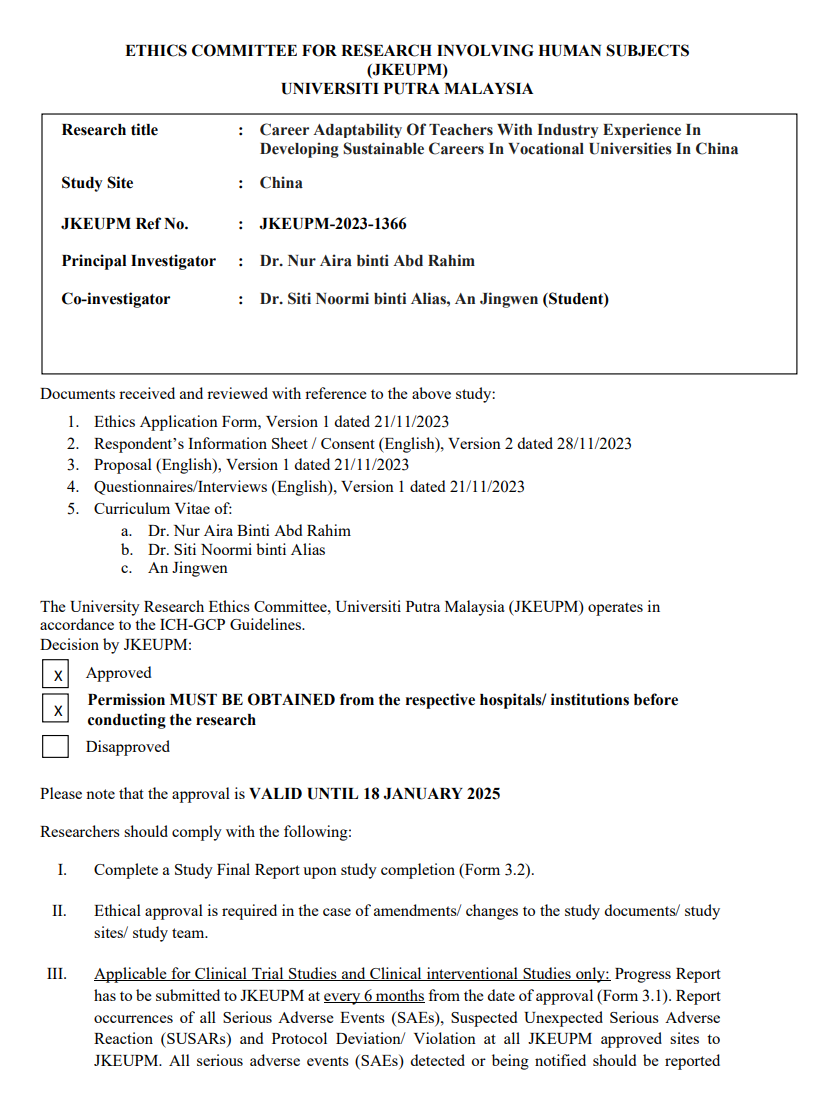 ETHICS COMMITTEE FOR RESEARCH INVOLVING HUMAN SUBJECTS
(JKEUPM)
UNIVERSITI PUTRA MALAYSIA
Research title : Career Adaptability Of Teachers With Industry Experience In
Developing Sustainable Careers In Vocational Universities In China
Study Site : China
JKEUPM Ref No. : JKEUPM-2023-1366
Principal Investigator : Dr. Nur Aira binti Abd Rahim
Co-investigator : Dr. Siti Noormi binti Alias, An Jingwen (Student)
Documents received and reviewed with reference to the above study:
1. Ethics Application Form, Version 1 dated 21/11/2023
2. Respondent’s Information Sheet / Consent (English), Version 2 dated 28/11/2023
3. Proposal (English), Version 1 dated 21/11/2023
4. Questionnaires/Interviews (English), Version 1 dated 21/11/2023
5. Curriculum Vitae of:
a. Dr. Nur Aira Binti Abd Rahim
b. Dr. Siti Noormi binti Alias
c. An Jingwen
The University Research Ethics Committee, Universiti Putra Malaysia (JKEUPM) operates in
accordance to the ICH-GCP Guidelines.
Decision by JKEUPM:
x Approved
x Permission MUST BE OBTAINED from the respective hospitals/ institutions before
conducting the research
Disapproved
Please note that the approval is VALID UNTIL 18 JANUARY 2025
Researchers should comply with the following:
I. Complete a Study Final Report upon study completion (Form 3.2).
II. Ethical approval is required in the case of amendments/ changes to the study documents/ study
sites/ study team.
III. Applicable for Clinical Trial Studies and Clinical interventional Studies only: Progress Report
has to be submitted to JKEUPM at every 6 months from the date of approval (Form 3.1). Report
occurrences of all Serious Adverse Events (SAEs), Suspected Unexpected Serious Adverse
Reaction (SUSARs) and Protocol Deviation/ Violation at all JKEUPM approved sites to
JKEUPM. All serious adverse events (SAEs) detected or being notified should be reported